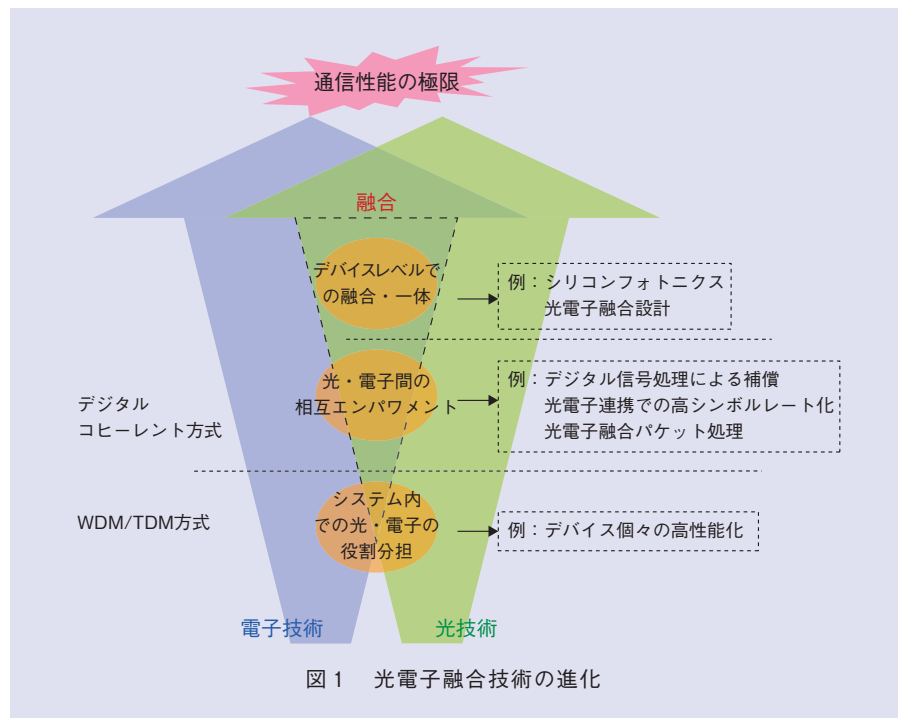 通信性能の極限
融合
デバイスレベルで
の融合・一体
例：シリコンフォトニクス
光電子融合設計
光・電子間の
相互エンパワメント
例：デジタル信号処理による補償
光電子連携での高シンボルレート化
光電子融合パケット処理
デジタル
コヒーレント方式
WDM/TDM方式
システム内
での光・電子の
役割分担
例：デバイス個々の高性能化
電子技術
光技術
図1　光電子融合技術の進化